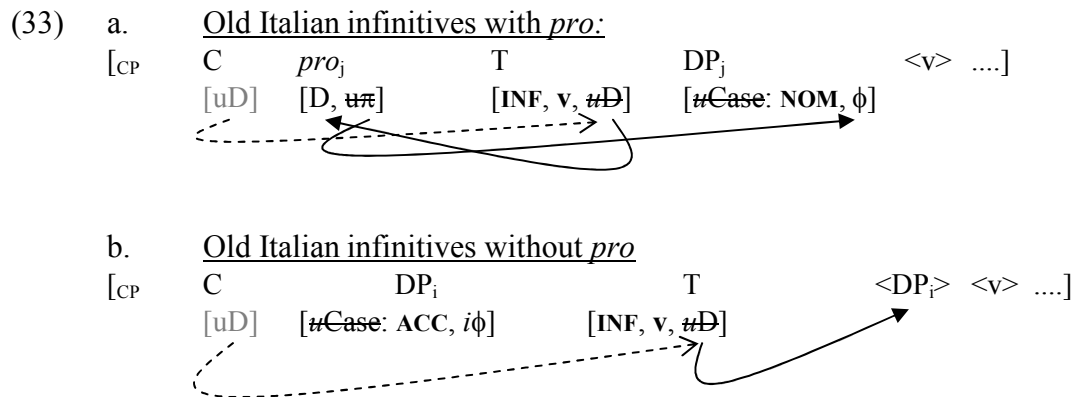 (33) a. Old Italian infinitives with pro:
[CP C proj T DPj <v> ....]
[uD] [D, uπ] [INF, v, uD] [uCase: NOM, ϕ]
b. Old Italian infinitives without pro
[CP C DPi T <DPi> <v> ....]
[uD] [uCase: ACC, iϕ] [INF, v, uD]